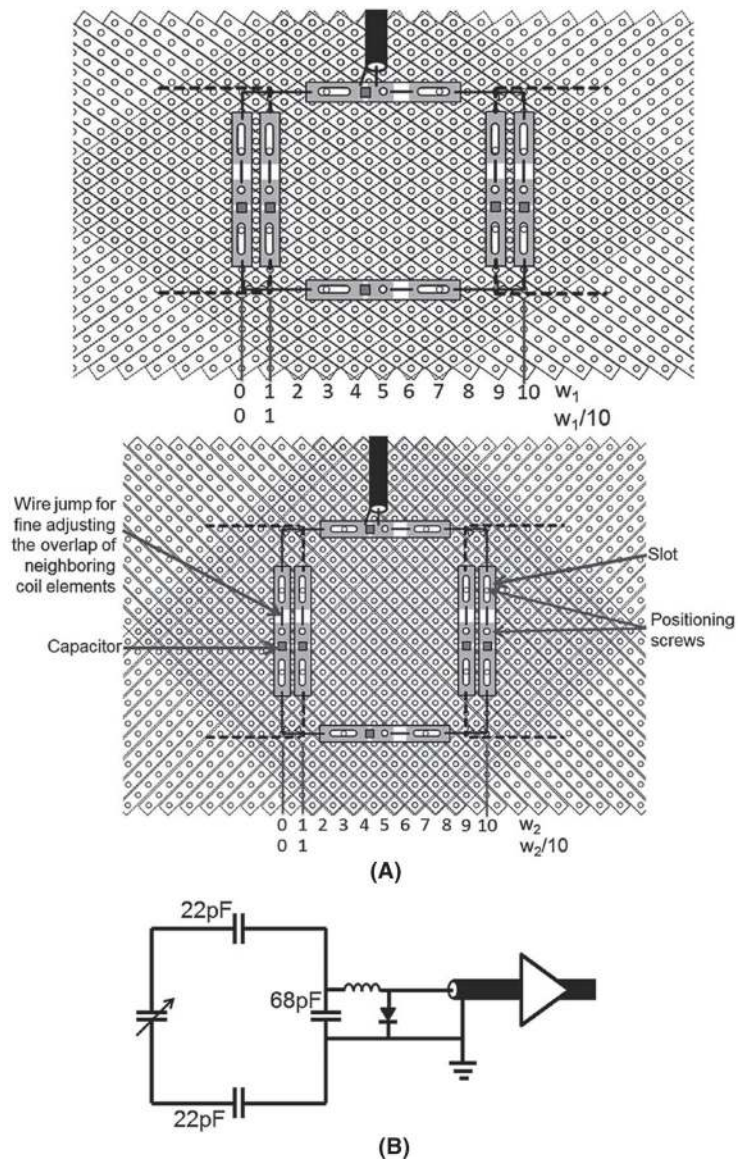 0 1 2 3 4 5 6 7 8 9 10 w₁
0 1 w₁/10
Wire jump for
fine adjusting
the overlap of
neighboring
coil elements
Capacitor
Slot
Positioning
screws
0 1 2 3 4 5 6 7 8 9 10 w₂
0 1 w₂/10
(A)
22pF
68pF
22pF
(B)